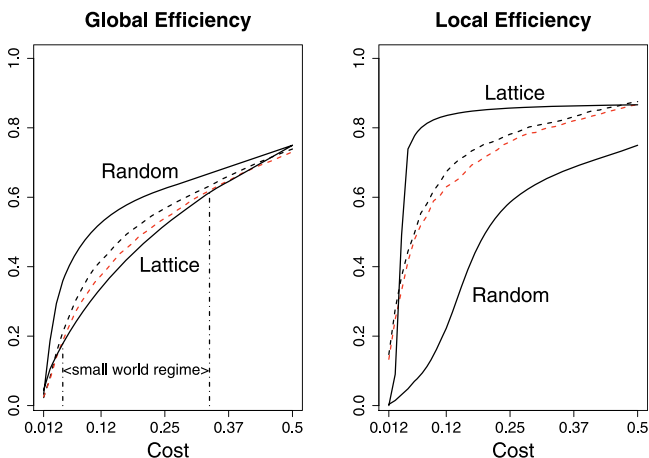 Global Efficiency
1.0
0.8
0.6
0.4
0.2
0.0
Random
Lattice
<small world regime>
0.012 0.12 0.25 0.37 0.5
Cost
Local Efficiency
1.0
0.8
0.6
0.4
0.2
0.0
Lattice
Random
0.012 0.12 0.25 0.37 0.5
Cost